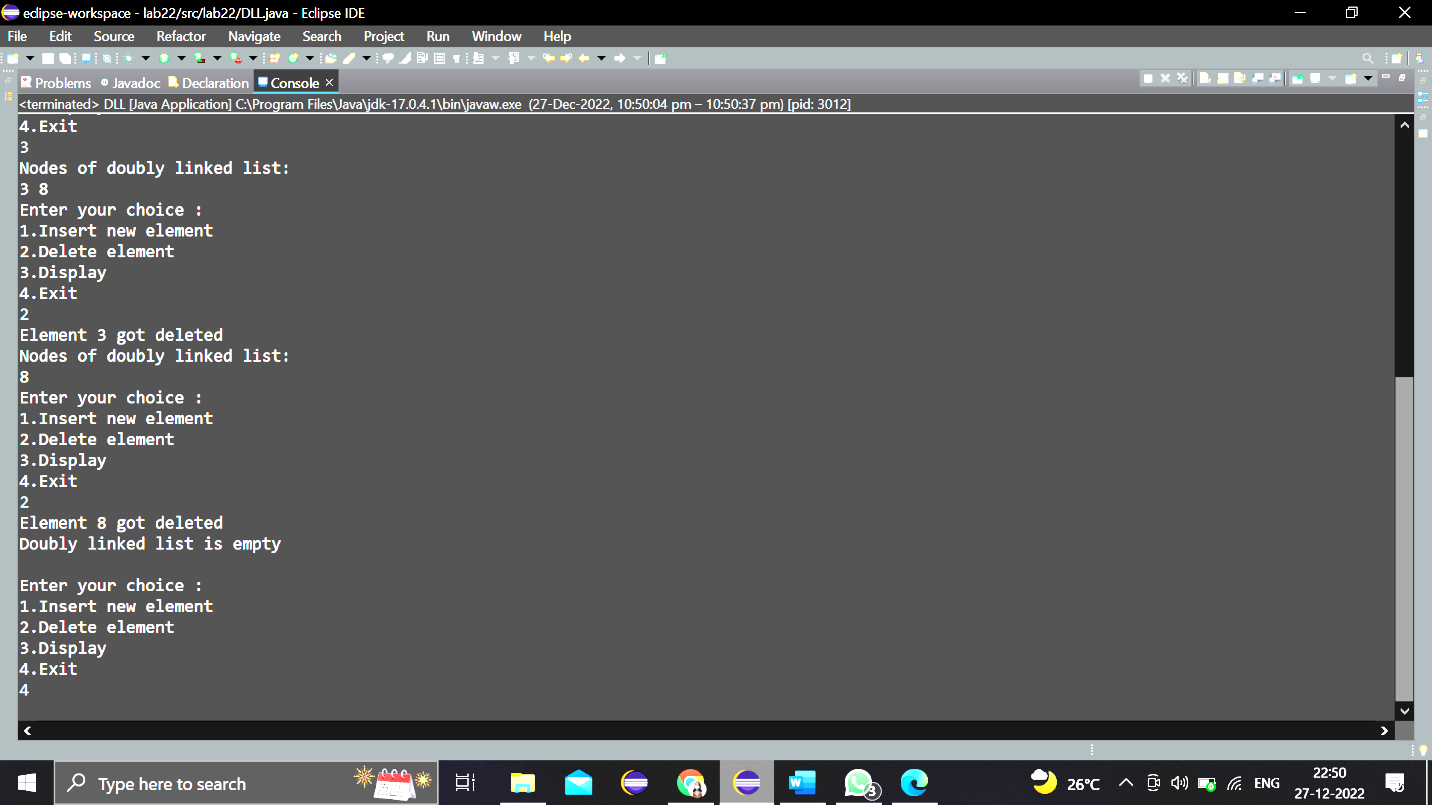 eclipse-workspace - lab22/src/lab22/DLL.java - Eclipse IDE
File Edit Source Refactor Navigate Search Project Run Window Help
Problems Javadoc Declaration Console
<terminated> DLL [Java Application] C:\Program Files\Java\jdk-17.0.4.1\bin\javaw.exe (27-Dec-2022, 10:50:04 pm – 10:50:37 pm) [pid: 3012]
4.Exit
3
Nodes of doubly linked list:
3 8
Enter your choice :
1.Insert new element
2.Delete element
3.Display
4.Exit
2
Element 3 got deleted
Nodes of doubly linked list:
8
Enter your choice :
1.Insert new element
2.Delete element
3.Display
4.Exit
2
Element 8 got deleted
Doubly linked list is empty
Enter your choice :
1.Insert new element
2.Delete element
3.Display
4.Exit
4
Type here to search
3
26°C
ENG
22:50
27-12-2022